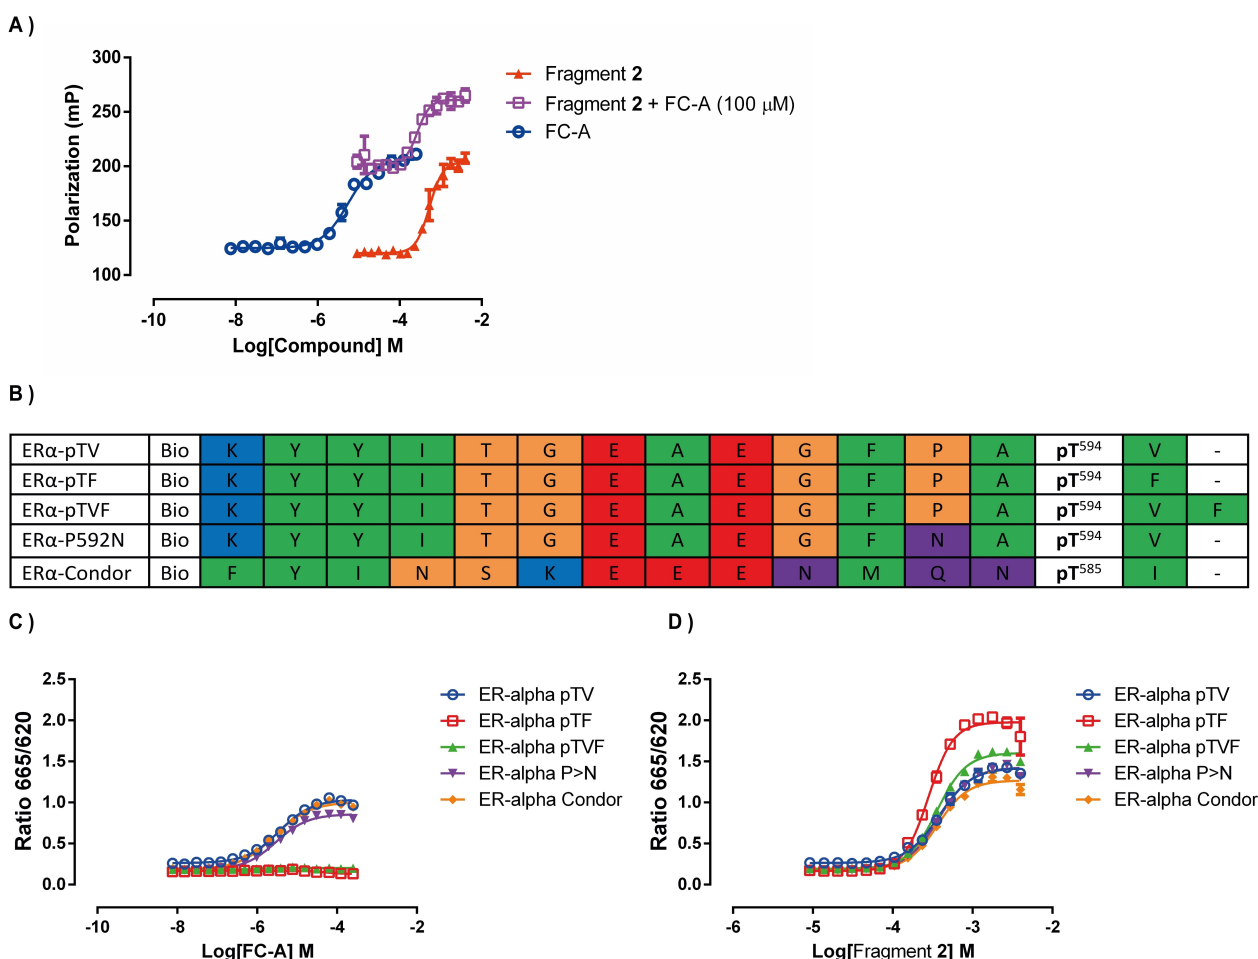 A )
300
250
200
150
100
Polarization (mP)
-10 -8 -6 -4 -2
Log[Compound] M
Fragment 2
Fragment 2 + FC-A (100 µM)
FC-A
B )
ERα-pTV Bio K Y Y I T G E A E G F P A pT594 V -
ERα-pTF Bio K Y Y I T G E A E G F P A pT594 F -
ERα-pTVF Bio K Y Y I T G E A E G F P A pT594 V F
ERα-P592N Bio K Y Y I T G E A E G F N A pT594 V -
ERα-Condor Bio F Y I N S K E E E N M Q N pT585 I -
C )
2.5
2.0
1.5
1.0
0.5
0.0
Ratio 665/620
-10 -8 -6 -4 -2
Log[FC-A] M
ER-alpha pTV
ER-alpha pTF
ER-alpha pTVF
ER-alpha P>N
ER-alpha Condor
D )
2.5
2.0
1.5
1.0
0.5
0.0
Ratio 665/620
-6 -5 -4 -3 -2
Log[Fragment 2] M
ER-alpha pTV
ER-alpha pTF
ER-alpha pTVF
ER-alpha P>N
ER-alpha Condor